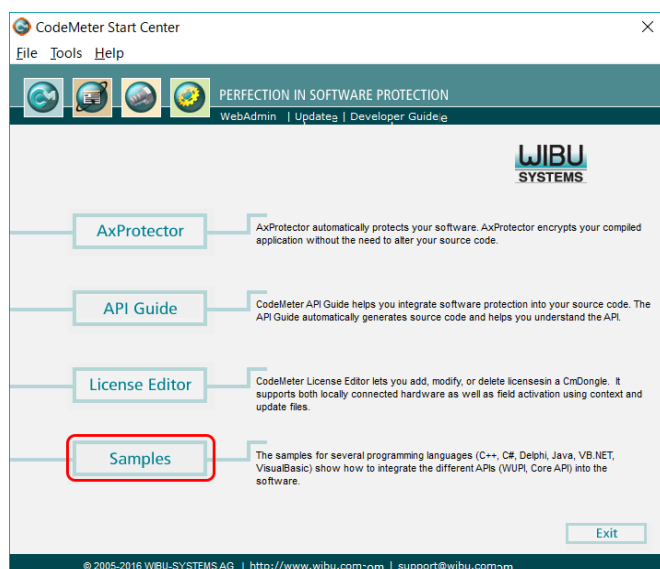 CodeMeter Start Center
File Tools Help
PERFECTION IN SOFTWARE PROTECTION
WebAdmin | Updates | Developer Guide
WIBU
SYSTEMS
AxProtector
AxProtector automatically protects your software. AxProtector encrypts your compiled
application without the need to alter your source code.
API Guide
CodeMeter API Guide helps you integrate software protection into your source code. The
API Guide automatically generates source code and helps you understand the API.
License Editor
CodeMeter License Editor lets you add, modify, or delete licensesin a CmDongle. It
supports both locally connected hardware as well as field activation using context and
update files.
Samples
The samples for several programming languages (C++, C#, Delphi, Java, VB.NET,
VisualBasic) show how to integrate the different APIs (WUPI, Core API) into the
software.
Exit
© 2005-2016 WIBU-SYSTEMS AG | http://www.wibu.com | support@wibu.com